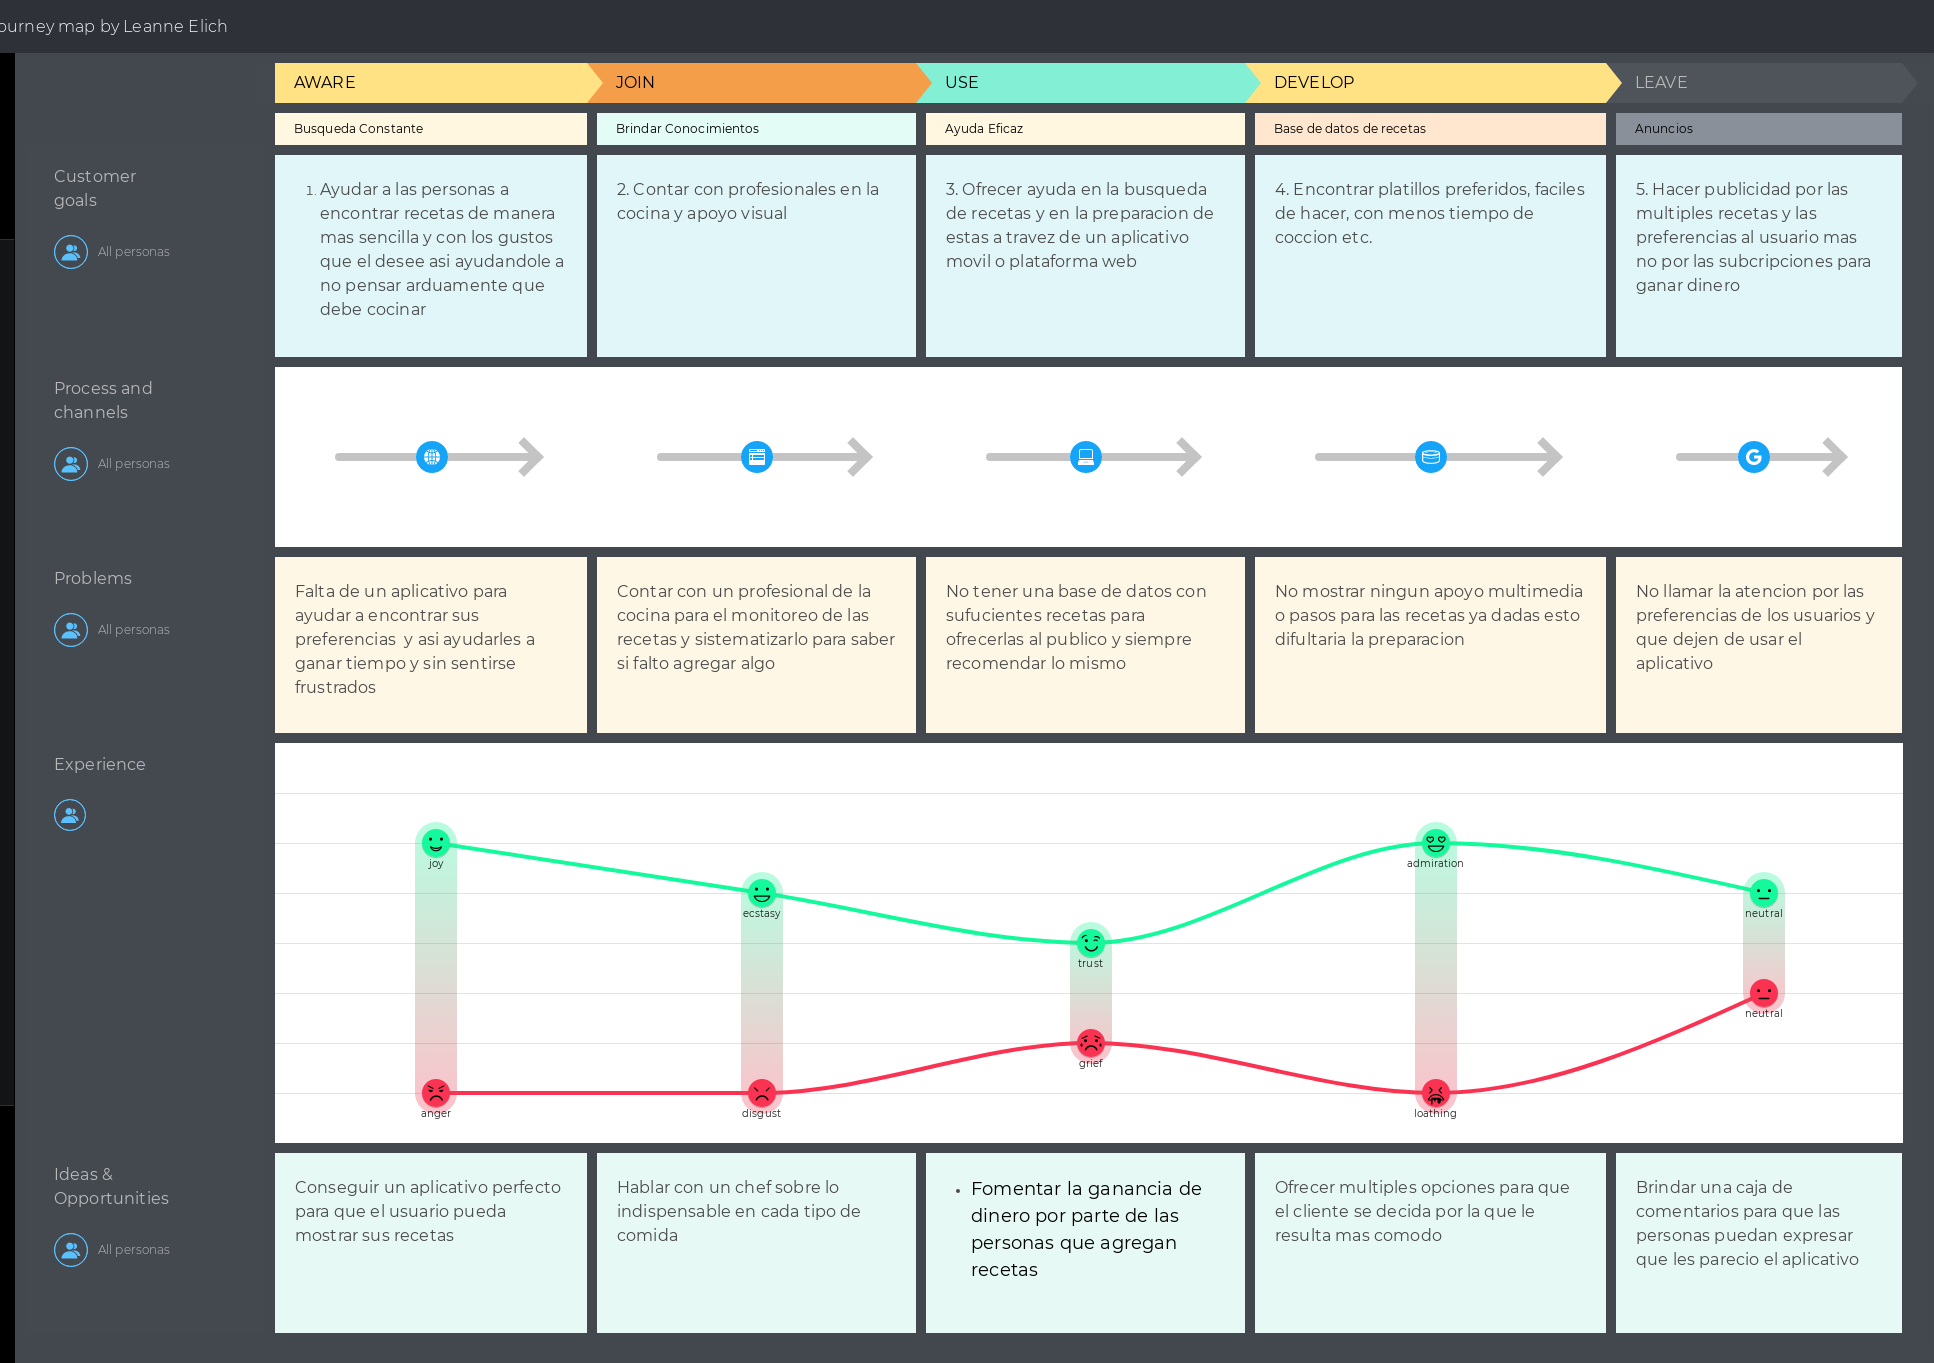 ourney map by Leanne Elich
AWARE
JOIN
USE
DEVELOP
LEAVE
Busqueda Constante
Brindar Conocimientos
Ayuda Eficaz
Base de datos de recetas
Anuncios
Customer
goals
All personas
1. Ayudar a las personas a
encontrar recetas de manera
mas sencilla y con los gustos
que el desee asi ayudandole a
no pensar arduamente que
debe cocinar
2. Contar con profesionales en la
cocina y apoyo visual
3. Ofrecer ayuda en la busqueda
de recetas y en la preparacion de
estas a travez de un aplicativo
movil o plataforma web
4. Encontrar platillos preferidos, faciles
de hacer, con menos tiempo de
coccion etc.
5. Hacer publicidad por las
multiples recetas y las
preferencias al usuario mas
no por las subcripciones para
ganar dinero
Process and
channels
All personas
G
Problems
All personas
Falta de un aplicativo para
ayudar a encontrar sus
preferencias  y asi ayudarles a
ganar tiempo y sin sentirse
frustrados
Contar con un profesional de la
cocina para el monitoreo de las
recetas y sistematizarlo para saber
si falto agregar algo
No tener una base de datos con
sufucientes recetas para
ofrecerlas al publico y siempre
recomendar lo mismo
No mostrar ningun apoyo multimedia
o pasos para las recetas ya dadas esto
difultaria la preparacion
No llamar la atencion por las
preferencias de los usuarios y
que dejen de usar el
aplicativo
Experience
joy
ecstasy
trust
admiration
neutral
anger
disgust
grief
loathing
neutral
Ideas &
Opportunities
All personas
Conseguir un aplicativo perfecto
para que el usuario pueda
mostrar sus recetas
Hablar con un chef sobre lo
indispensable en cada tipo de
comida
• Fomentar la ganancia de
dinero por parte de las
personas que agregan
recetas
Ofrecer multiples opciones para que
el cliente se decida por la que le
resulta mas comodo
Brindar una caja de
comentarios para que las
personas puedan expresar
que les parecio el aplicativo